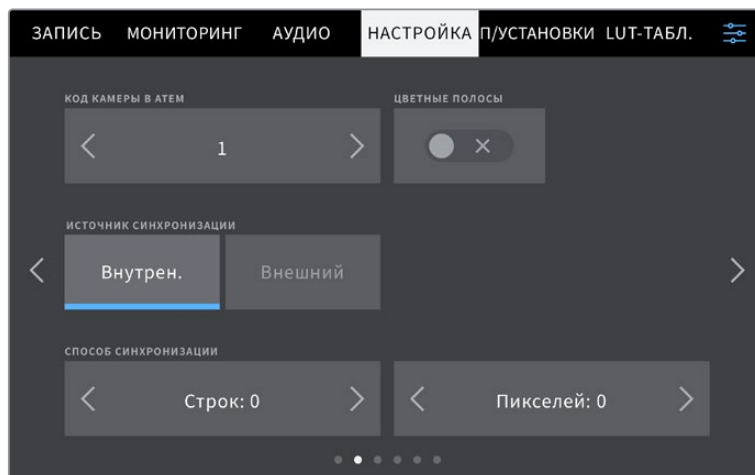 ЗАПИСЬ МОНИТОРИНГ АУДИО НАСТРОЙКА П/УСТАНОВКИ LUT-ТАБЛ.
КОД КАМЕРЫ В ATEM ЦВЕТНЫЕ ПОЛОСЫ
1
ИСТОЧНИК СИНХРОНИЗАЦИИ
Внутрен. Внешний
СПОСОБ СИНХРОНИЗАЦИИ
Строк: 0 Пикселей: 0